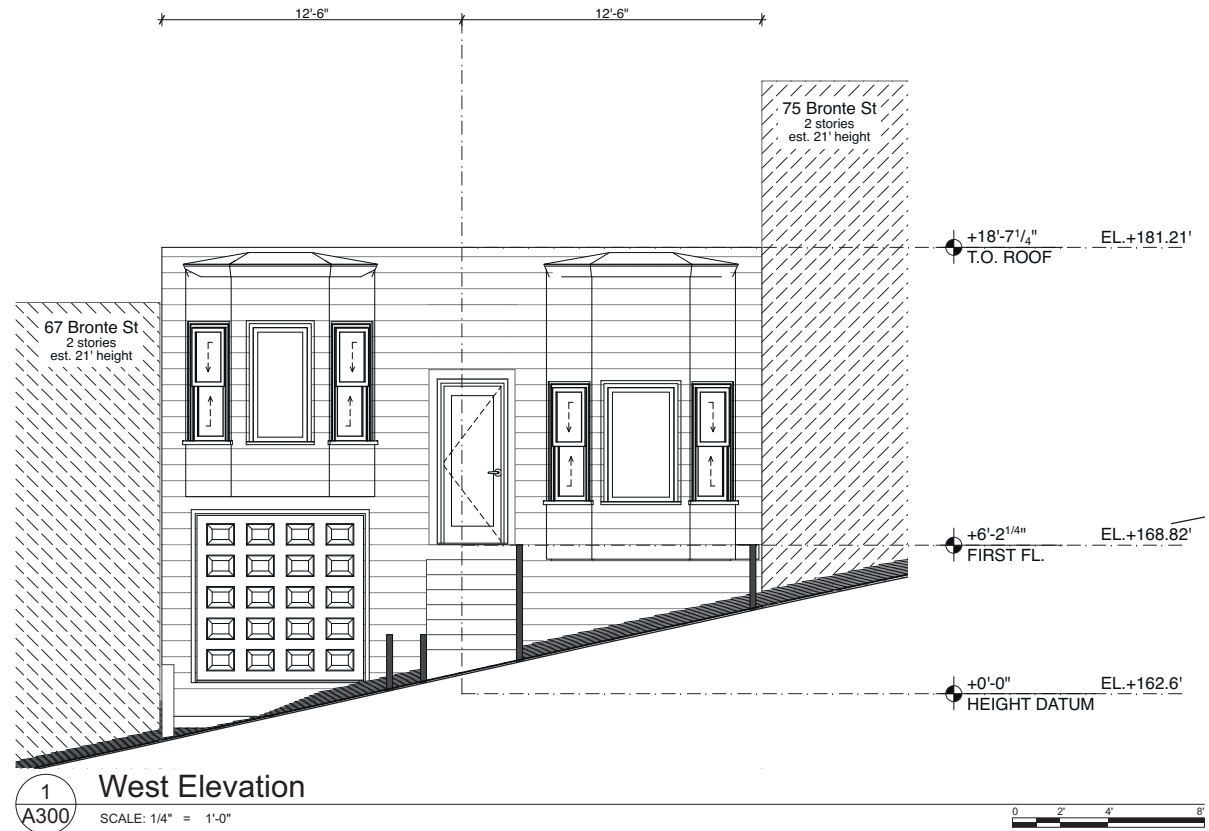 12'-6" 12'-6"
75 Bronte St
2 stories
est. 21' height
+18'-7 1/4" EL.+181.21'
T.O. ROOF
67 Bronte St
2 stories
est. 21' height
+6'-2 1/4" EL.+168.82'
FIRST FL.
+0'-0" EL.+162.6'
HEIGHT DATUM
1
A300
West Elevation
SCALE: 1/4" = 1'-0"
0 2' 4' 8'